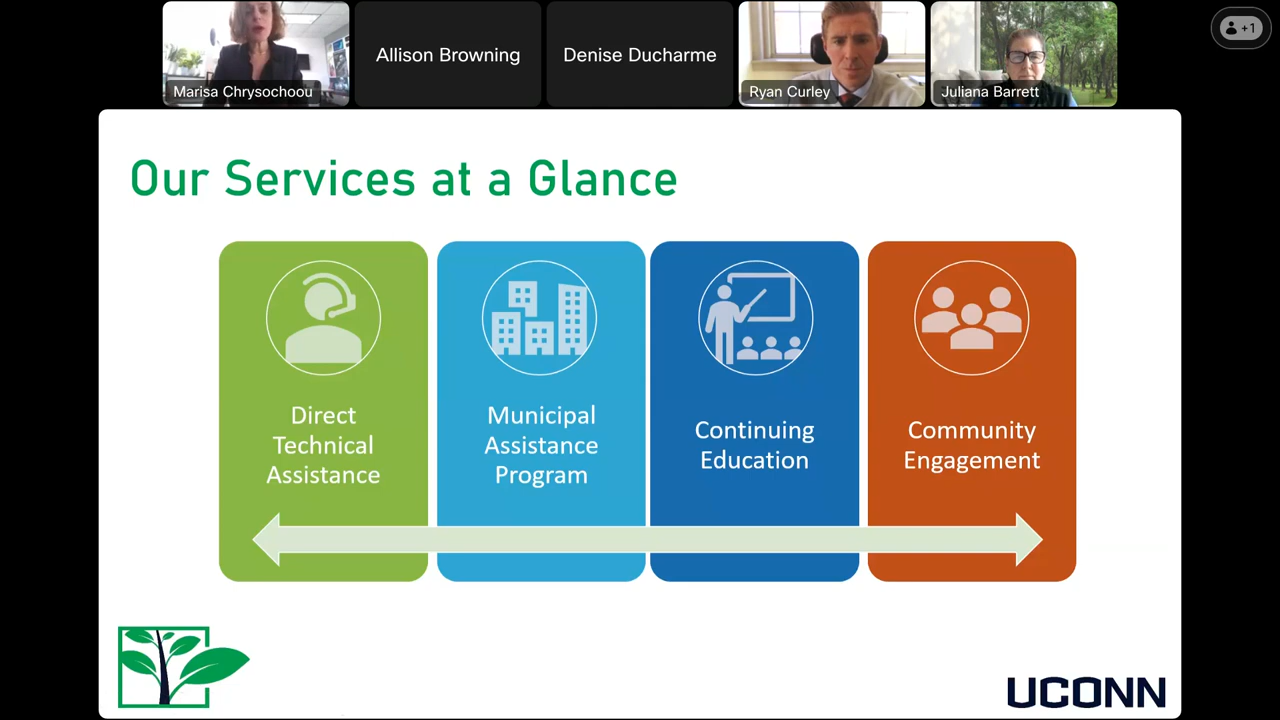 Marisa Chrysochoou
Allison Browning
Denise Ducharme
Ryan Curley
Juliana Barrett
+1
Our Services at a Glance
Direct
Technical
Assistance
Municipal
Assistance
Program
Continuing
Education
Community
Engagement
UCONN